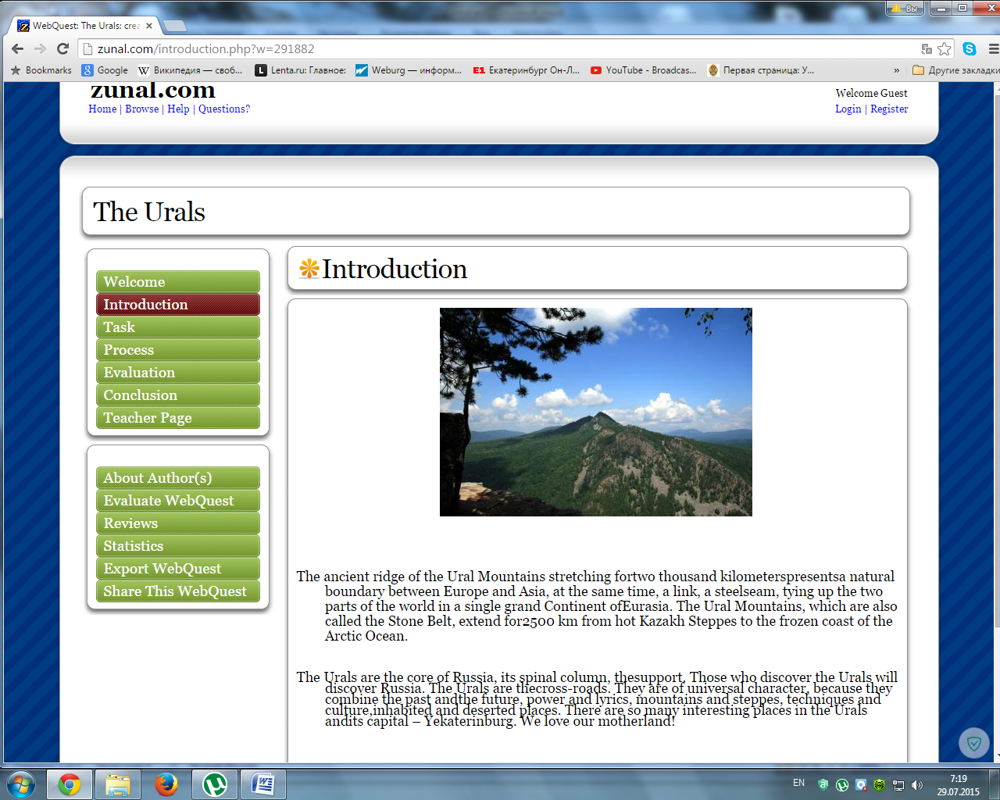 Вы
WebQuest: The Urals: crea
zunal.com/introduction.php?w=291882
Bookmarks
Google
Википедия — своб...
Lenta.ru: Главное:
Weburg — информ...
E1 Екатеринбург Он-Л...
YouTube - Broadcas...
Первая страница: У...
»
Другие закладки
zunal.com
Home | Browse | Help | Questions?
Welcome Guest
Login | Register
The Urals
Welcome
Introduction
Task
Process
Evaluation
Conclusion
Teacher Page
About Author(s)
Evaluate WebQuest
Reviews
Statistics
Export WebQuest
Share This WebQuest
Introduction
The ancient ridge of the Ural Mountains stretching fortwo thousand kilometerspresentsa natural
boundary between Europe and Asia, at the same time, a link, a steelseam, tying up the two
parts of the world in a single grand Continent ofEurasia. The Ural Mountains, which are also
called the Stone Belt, extend for2500 km from hot Kazakh Steppes to the frozen coast of the
Arctic Ocean.
The Urals are the core of Russia, its spinal column, thesupport. Those who discover the Urals will
discover Russia. The Urals are thecross-roads. They are of universal character, because they
combine the past andthe future, power and lyrics, mountains and steppes, techniques and
culture,inhabited and deserted places. There are so many interesting places in the Urals
andits capital – Yekaterinburg. We love our motherland!
EN
7:19
29.07.2015